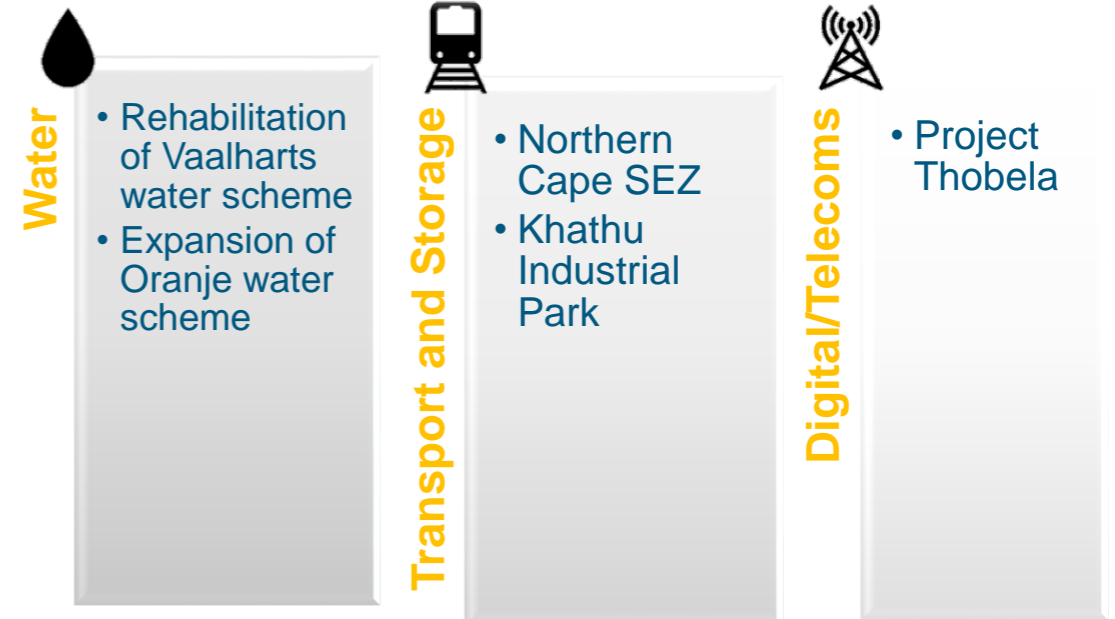 Water
• Rehabilitation
of Vaalharts
water scheme
• Expansion of
Oranje water
scheme
Transport and Storage
• Northern
Cape SEZ
• Khathu
Industrial
Park
Digital/Telecoms
• Project
Thobela